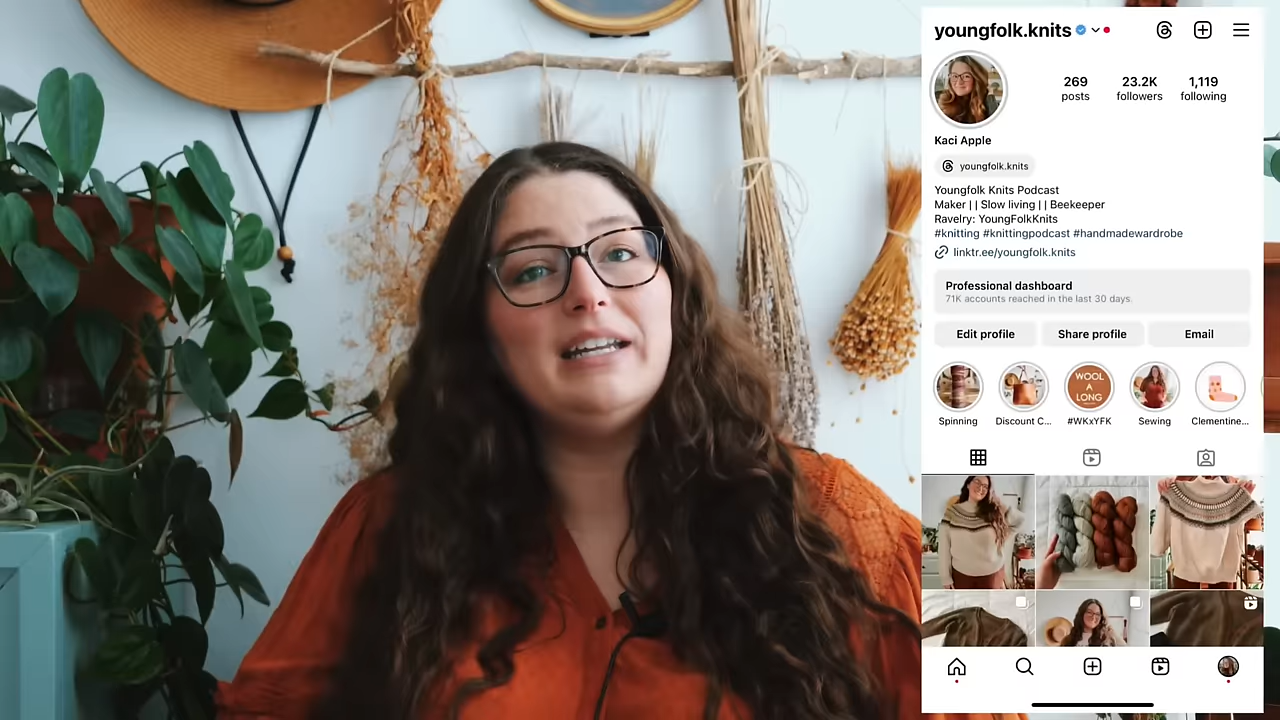 youngfolk.knits
269 23.2K 1,119
posts followers following
Kaci Apple
youngfolk.knits
Youngfolk Knits Podcast
Maker | | Slow living | | Beekeeper
Ravelry: YoungFolkKnits
#knitting #knittingpodcast #handmadewardrobe
linktr.ee/youngfolk.knits
Professional dashboard
71K accounts reached in the last 30 days.
Edit profile Share profile Email
WOOL
A
LONG
Spinning Discount C... #WKxYFK Sewing Clementine...